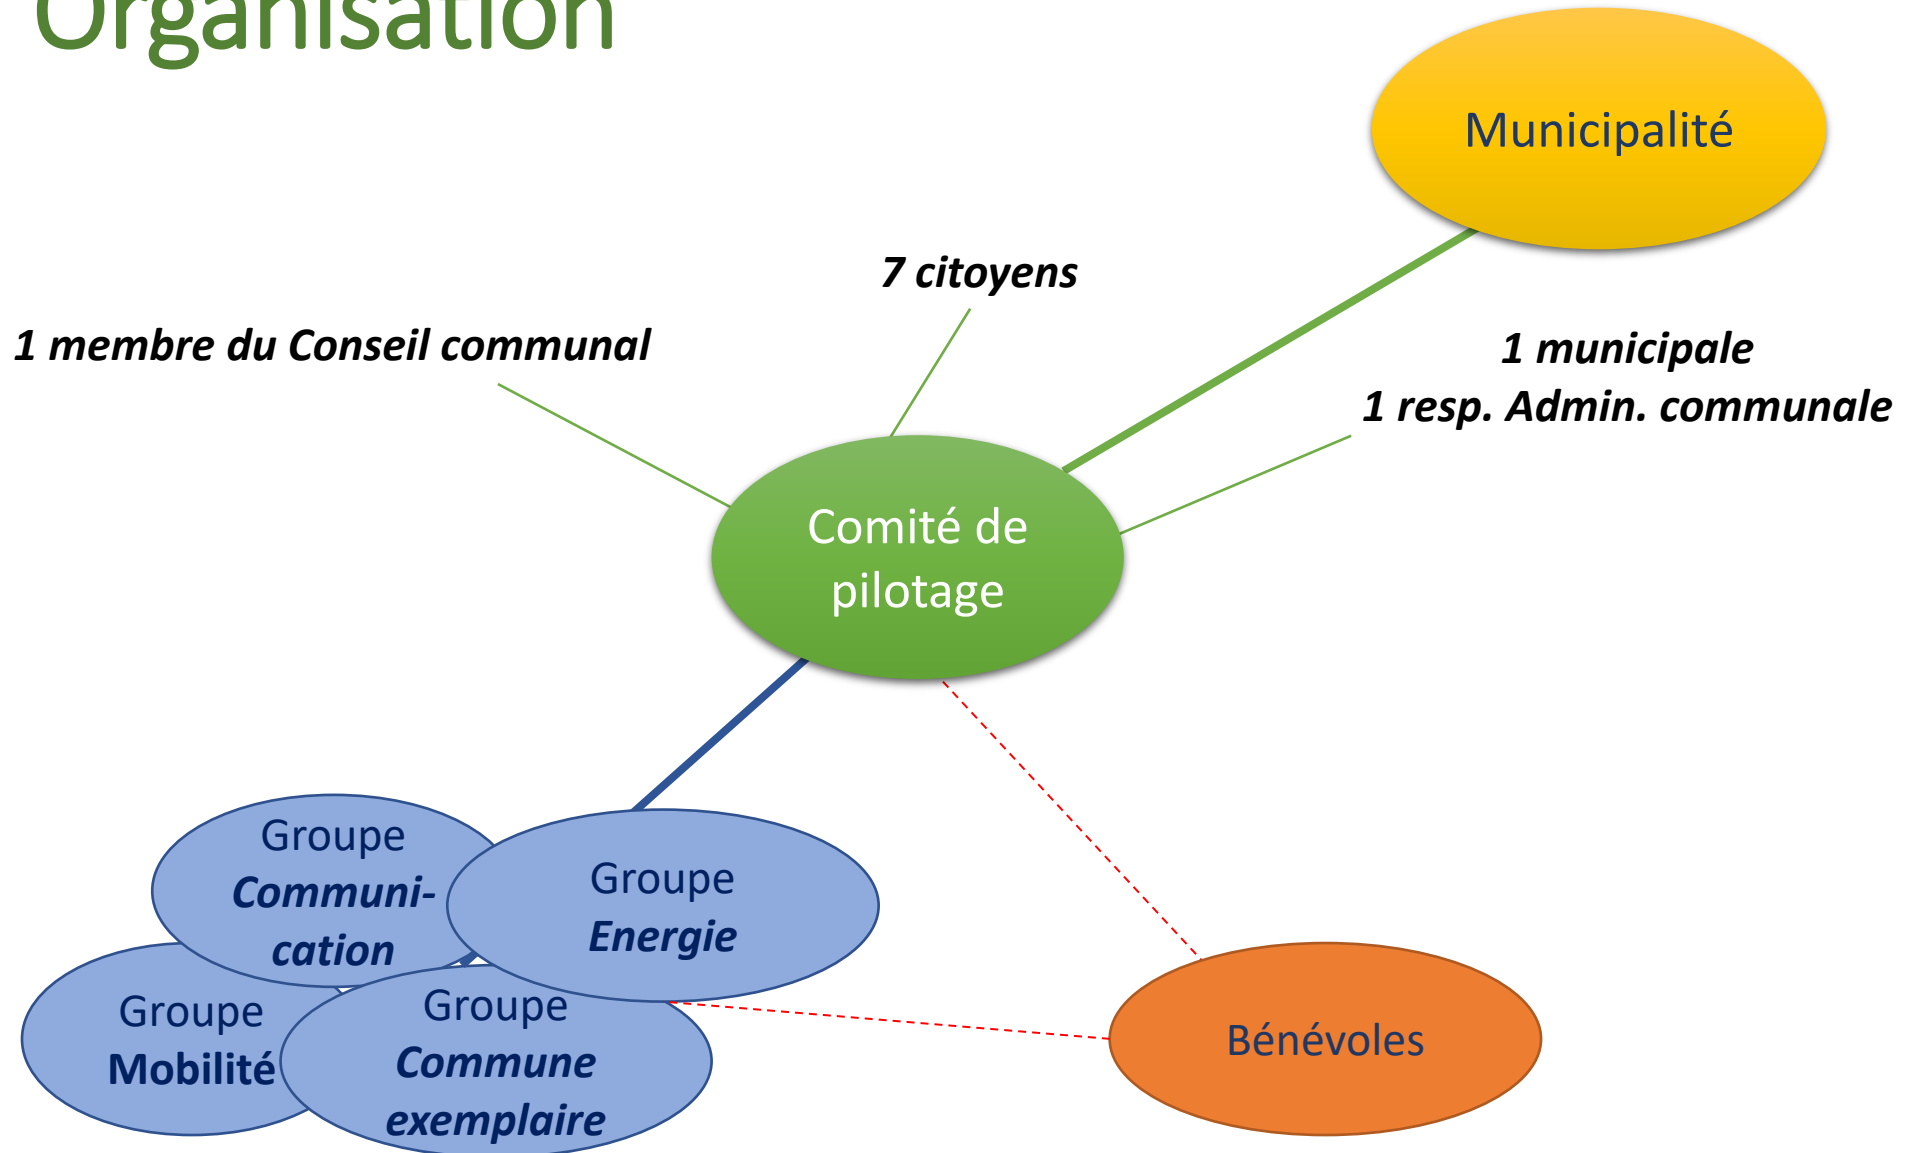 Organisation
Municipalité
7 citoyens
1 membre du Conseil communal
1 municipale
1 resp. Admin. communale
Comité de
pilotage
Groupe
Communi-
cation
Groupe
Energie
Groupe
Mobilité
Groupe
Commune
exemplaire
Bénévoles